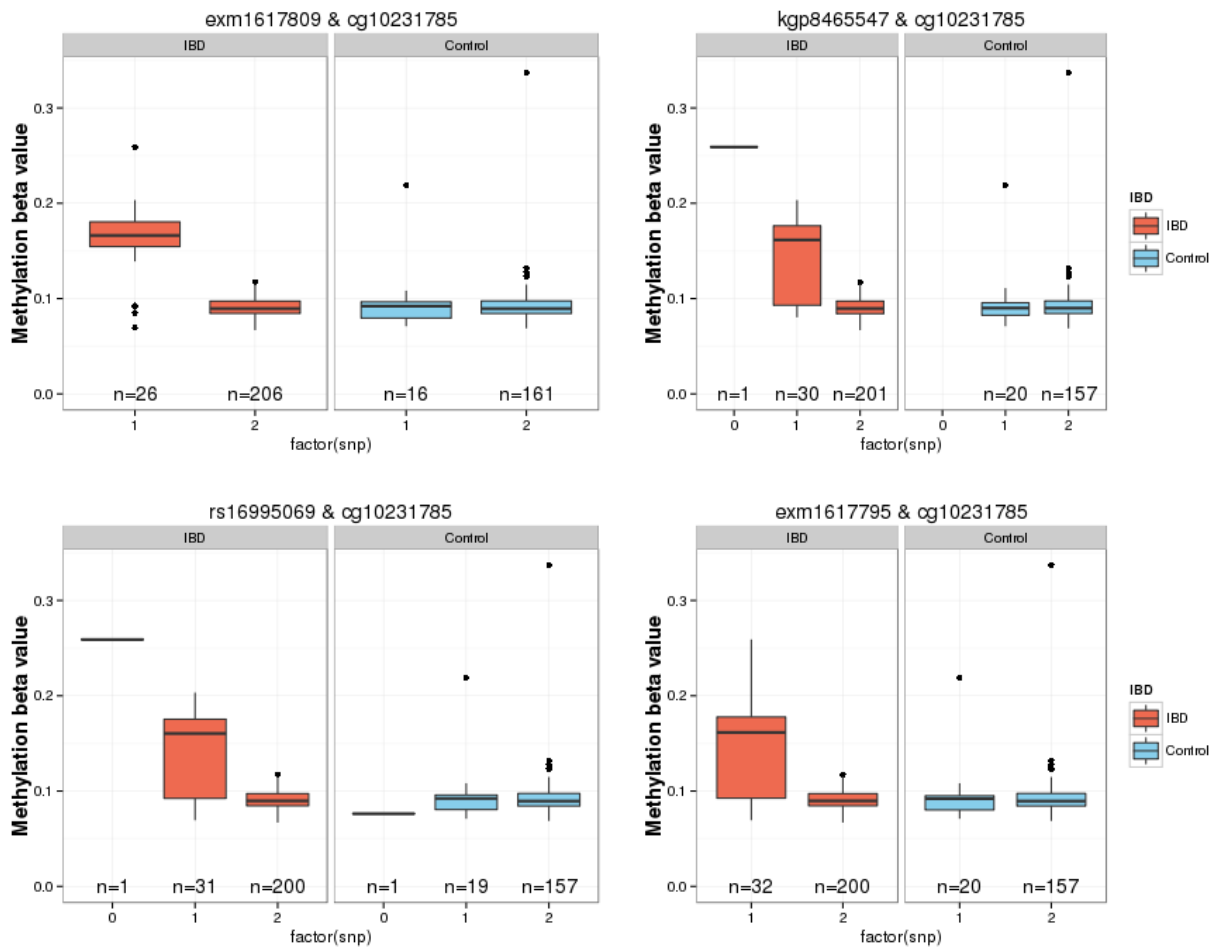 exm1617809 & cg10231785
IBD
Control
Methylation beta value
0.3
0.2
0.1
0.0
n=26
n=206
n=16
n=161
1
2
1
2
factor(snp)
kgp8465547 & cg10231785
IBD
Control
Methylation beta value
0.3
0.2
0.1
0.0
n=1
n=30
n=201
n=20
n=157
0
1
2
0
1
2
factor(snp)
IBD
IBD
Control
rs16995069 & cg10231785
IBD
Control
Methylation beta value
0.3
0.2
0.1
0.0
n=1
n=31
n=200
n=1
n=19
n=157
0
1
2
0
1
2
factor(snp)
exm1617795 & cg10231785
IBD
Control
Methylation beta value
0.3
0.2
0.1
0.0
n=32
n=200
n=20
n=157
1
2
1
2
factor(snp)
IBD
IBD
Control